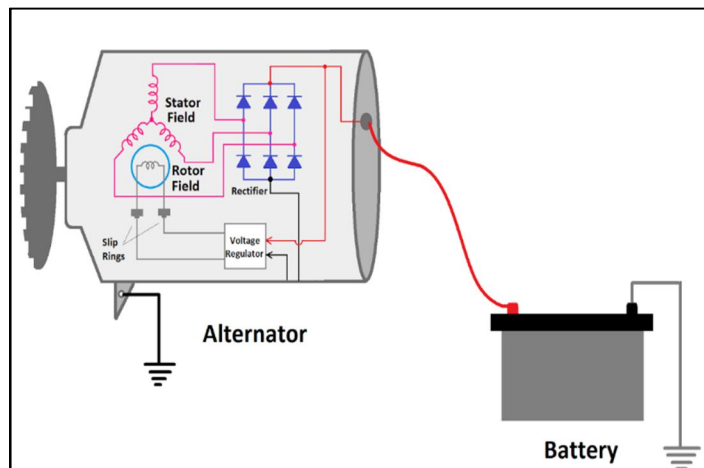 Stator
Field
Rotor
Field
Rectifier
Slip
Rings
Voltage
Regulator
Alternator
Battery